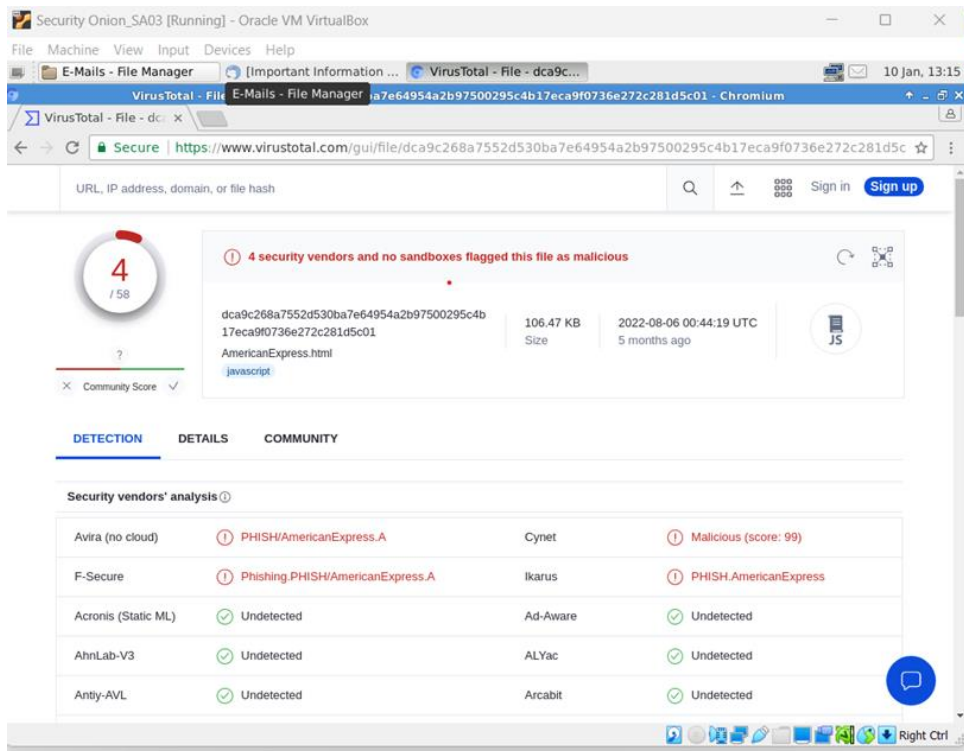 Security Onion_SA03 [Running] - Oracle VM VirtualBox
File Machine View Input Devices Help
E-Mails - File Manager [Important Information ... VirusTotal - File - dca9c... 10 Jan, 13:15
VirusTotal - File a7e64954a2b97500295c4b17eca9f0736e272c281d5c01 - Chromium
E-Mails - File Manager
VirusTotal - File - dc
Secure | https://www.virustotal.com/gui/file/dca9c268a7552d530ba7e64954a2b97500295c4b17eca9f0736e272c281d5c
URL, IP address, domain, or file hash Sign in Sign up
4 security vendors and no sandboxes flagged this file as malicious
4
/ 58
dca9c268a7552d530ba7e64954a2b97500295c4b
17eca9f0736e272c281d5c01
AmericanExpress.html
javascript
106.47 KB
Size
2022-08-06 00:44:19 UTC
5 months ago
JS
?
Community Score
DETECTION DETAILS COMMUNITY
Security vendors' analysis
Avira (no cloud) PHISH/AmericanExpress.A Cynet Malicious (score: 99)
F-Secure Phishing.PHISH/AmericanExpress.A Ikarus PHISH.AmericanExpress
Acronis (Static ML) Undetected Ad-Aware Undetected
AhnLab-V3 Undetected ALYac Undetected
Antiy-AVL Undetected Arcabit Undetected
Right Ctrl